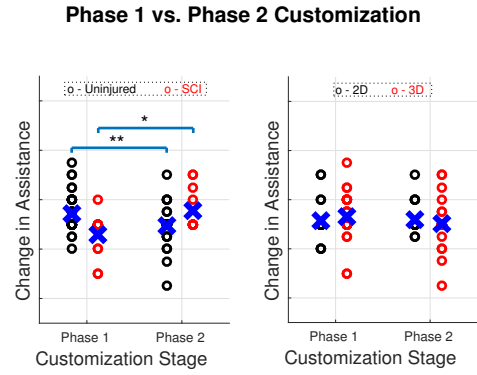 Phase 1 vs. Phase 2 Customization
o - Uninjured o - SCI
*
**
Change in Assistance
Phase 1 Phase 2
Customization Stage
o - 2D o - 3D
Change in Assistance
Phase 1 Phase 2
Customization Stage